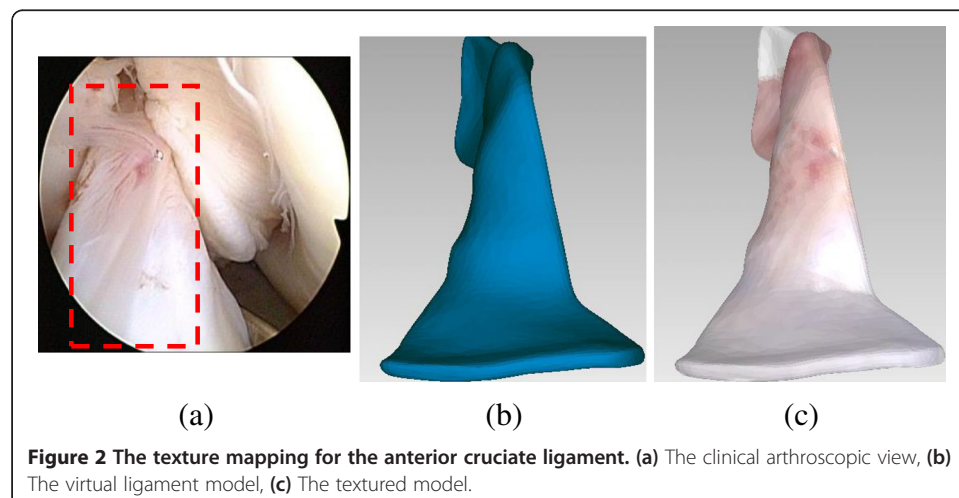 (a) (b) (c)
Figure 2 The texture mapping for the anterior cruciate ligament. (a) The clinical arthroscopic view, (b)
The virtual ligament model, (c) The textured model.